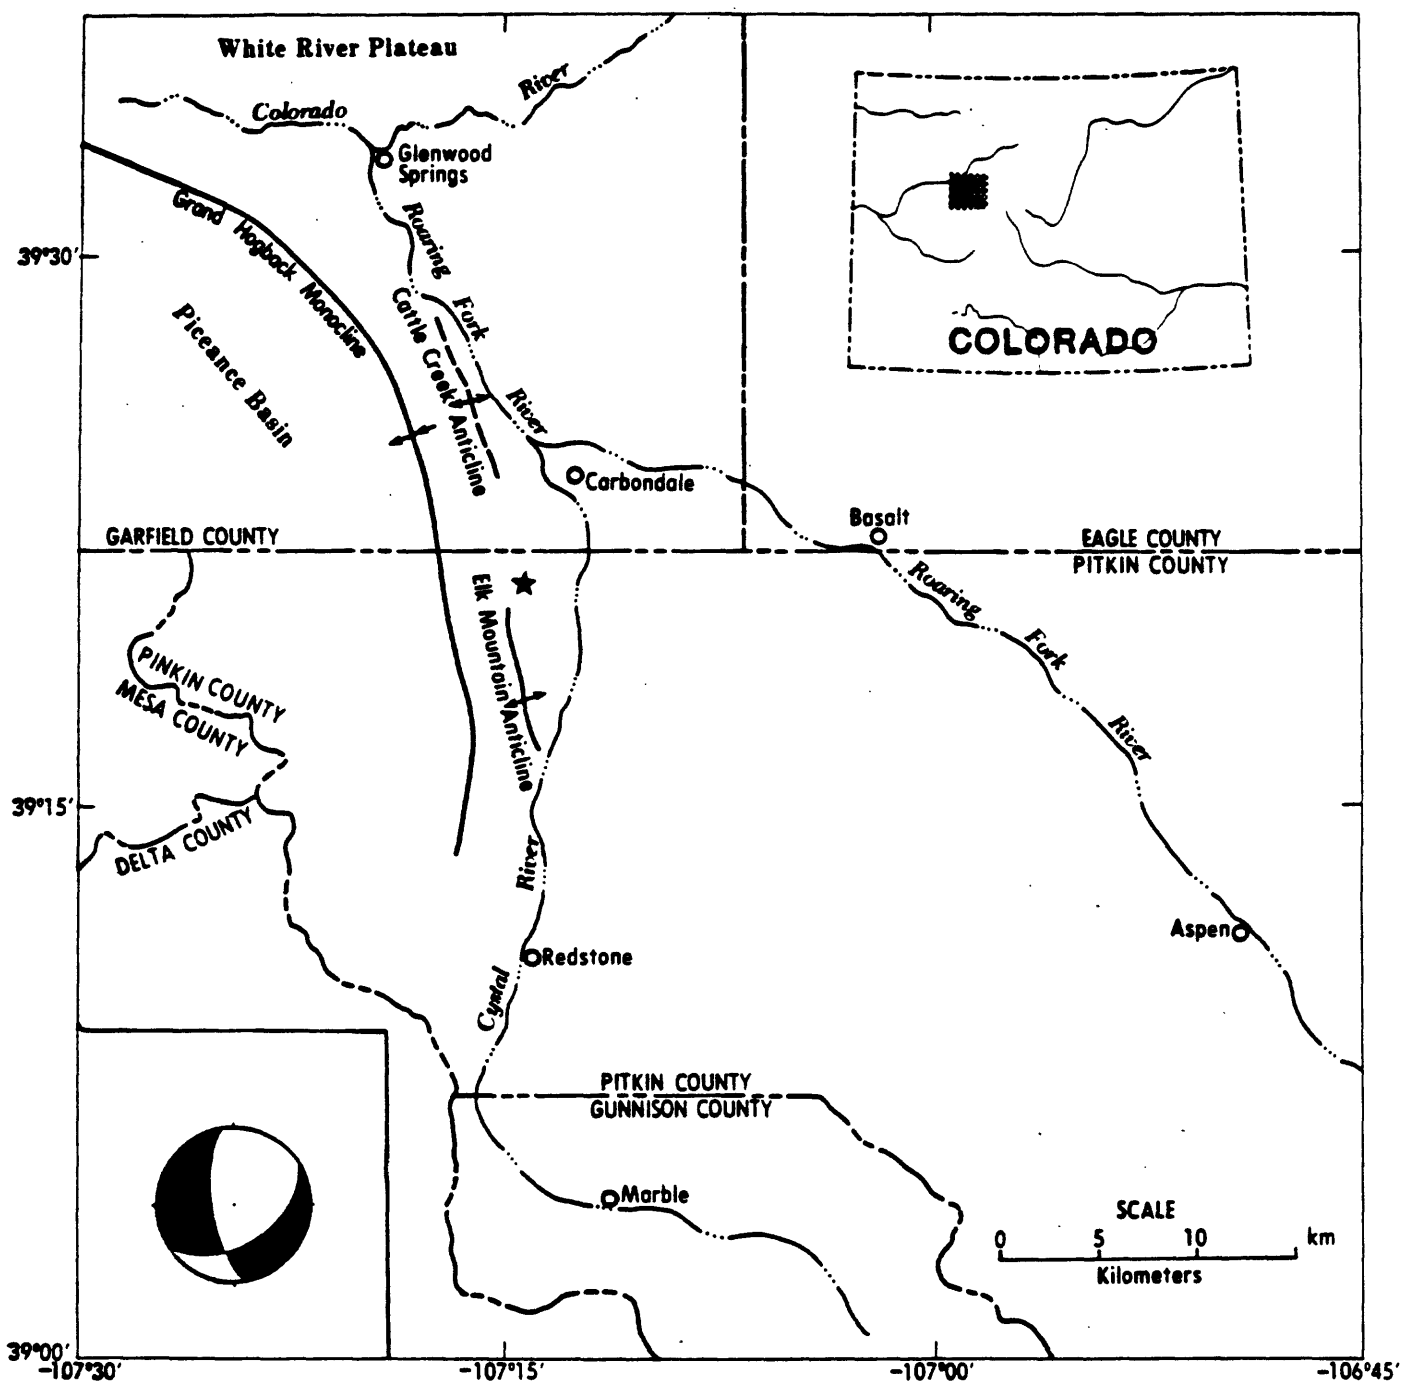 White River Plateau
Colorado
River
Glenwood
Springs
Roaring
Fork
River
Grand Hogback Monocline
Piceance Basin
Cattle Creek Anticline
39°30'
COLORADO
Carbondale
Basalt
GARFIELD COUNTY
EAGLE COUNTY
PITKIN COUNTY
Elk Mountain Anticline
Roaring
Fork
River
PINKIN COUNTY
MESA COUNTY
39°15'
DELTA COUNTY
River
Aspen
Redstone
Cystal
PITKIN COUNTY
GUNNISON COUNTY
Marble
SCALE
0 5 10 km
Kilometers
39°00'
-107°30'
-107°15'
-107°00'
-106°45'